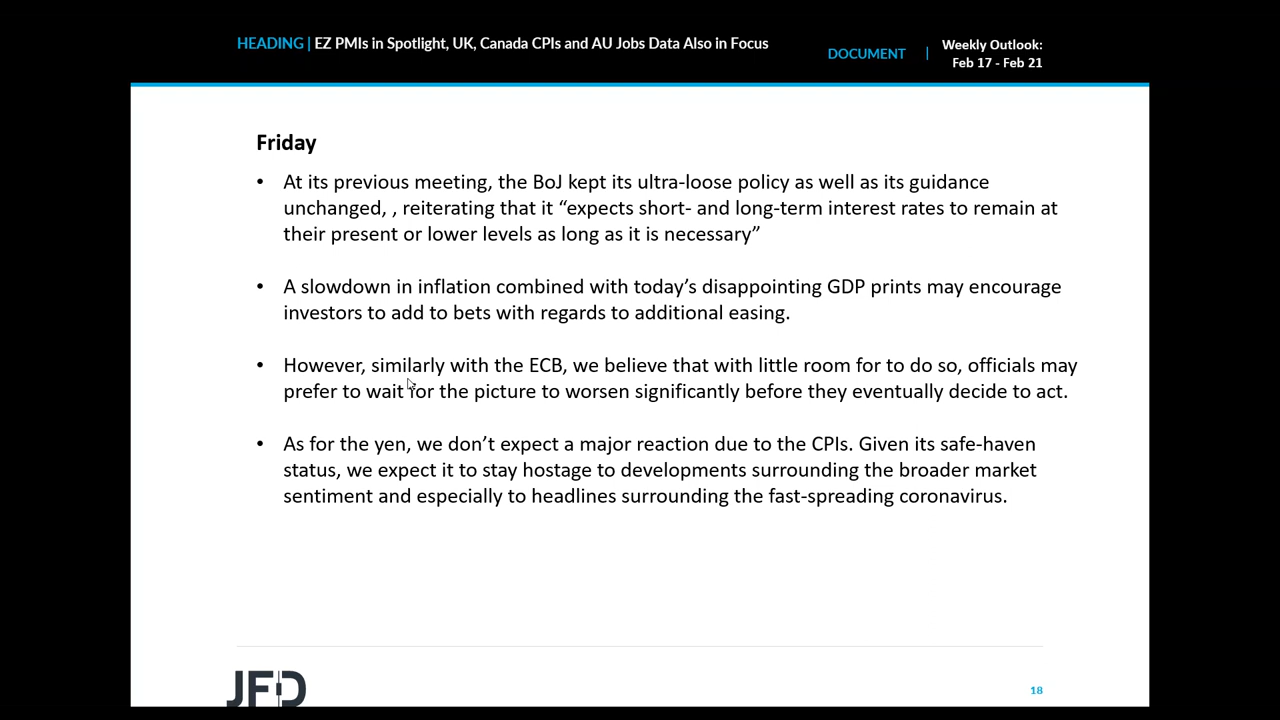 HEADING | EZ PMIs in Spotlight, UK, Canada CPIs and AU Jobs Data Also in Focus
DOCUMENT | Weekly Outlook:
Feb 17 - Feb 21
Friday
• At its previous meeting, the BoJ kept its ultra-loose policy as well as its guidance
unchanged, , reiterating that it “expects short- and long-term interest rates to remain at
their present or lower levels as long as it is necessary”
• A slowdown in inflation combined with today’s disappointing GDP prints may encourage
investors to add to bets with regards to additional easing.
• However, similarly with the ECB, we believe that with little room for to do so, officials may
prefer to wait for the picture to worsen significantly before they eventually decide to act.
• As for the yen, we don’t expect a major reaction due to the CPIs. Given its safe-haven
status, we expect it to stay hostage to developments surrounding the broader market
sentiment and especially to headlines surrounding the fast-spreading coronavirus.
JFD
18